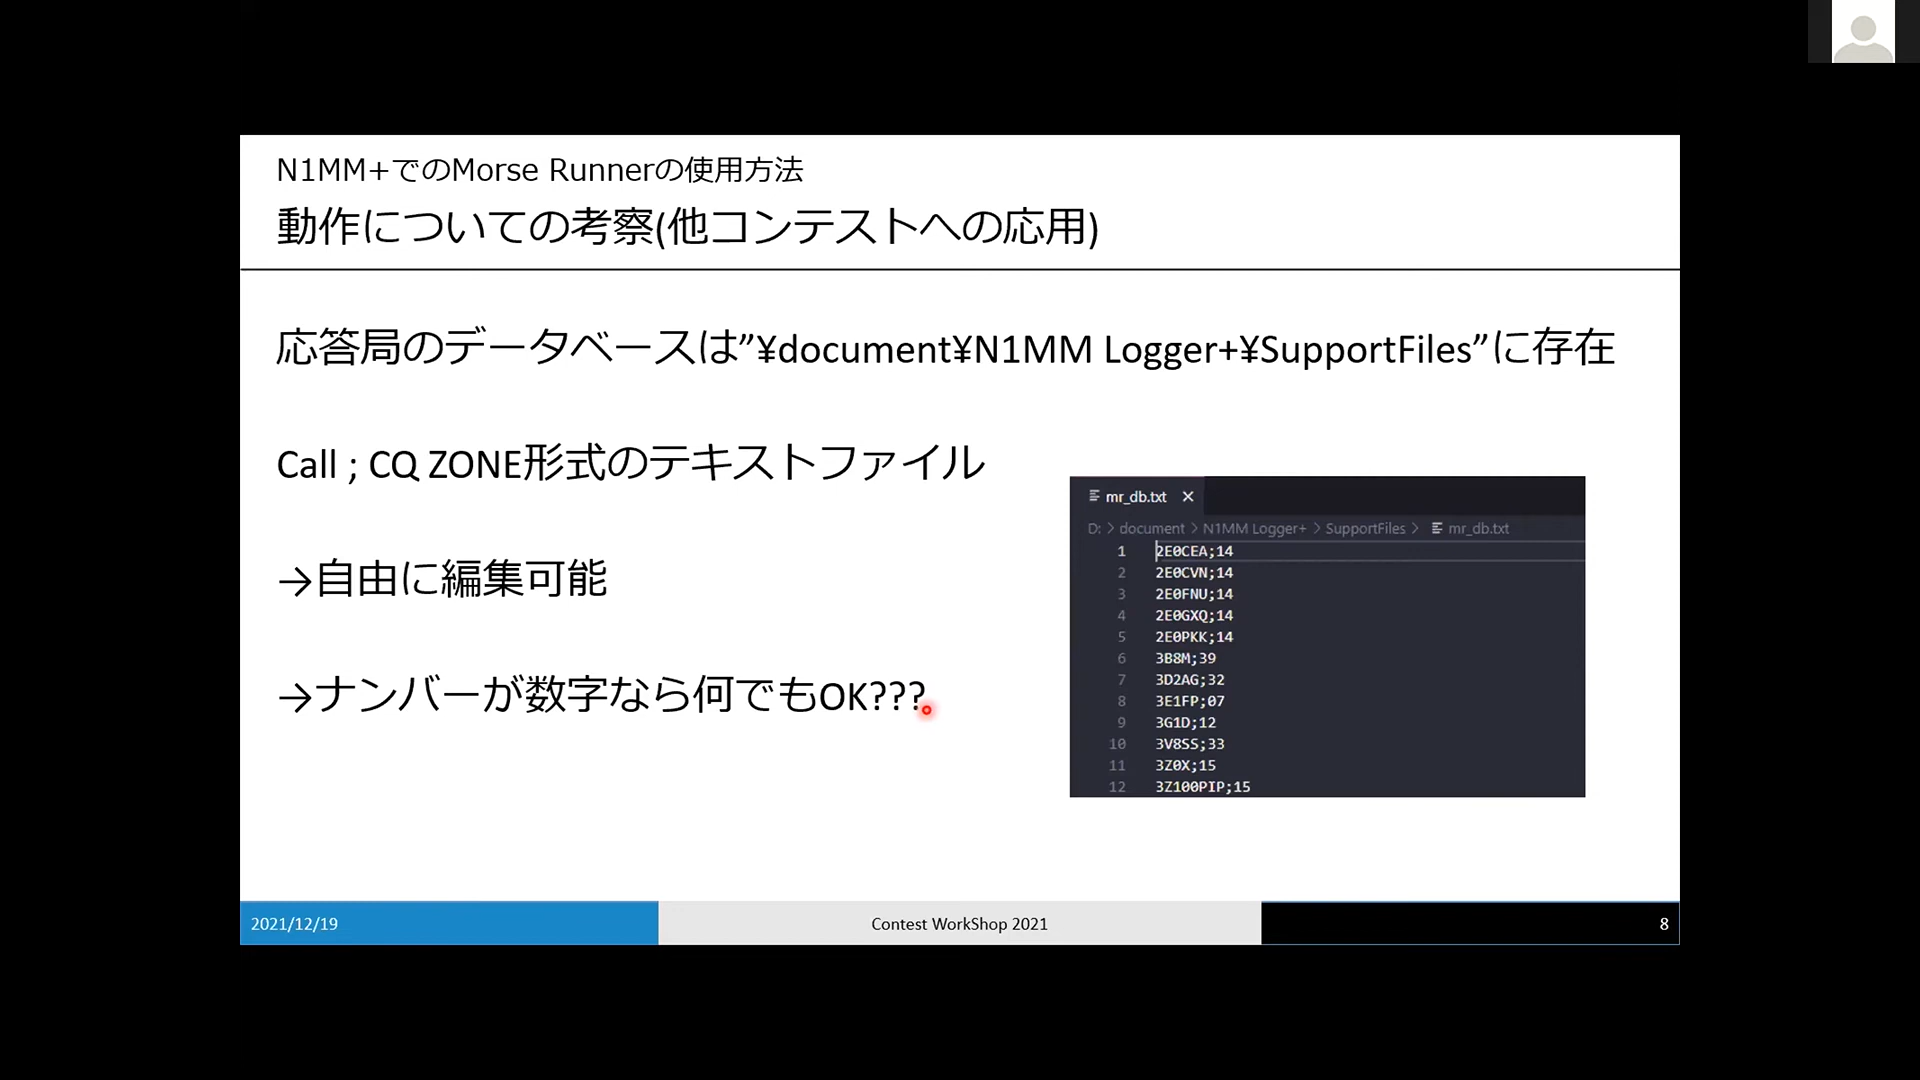 N1MM+でのMorse Runnerの使用方法
動作についての考察(他コンテストへの応用)
応答局のデータベースは”¥document¥N1MM Logger+¥SupportFiles”に存在
Call ; CQ ZONE形式のテキストファイル
→自由に編集可能
→ナンバーが数字なら何でもOK???
mr_db.txt ×
D: > document > N1MM Logger+ > SupportFiles > mr_db.txt
1 2E0CEA;14
2 2E0CVN;14
3 2E0FNU;14
4 2E0GXQ;14
5 2E0PKK;14
6 3B8M;39
7 3D2AG;32
8 3E1FP;07
9 3G1D;12
10 3V8SS;33
11 3Z0X;15
12 3Z100PIP;15
2021/12/19
Contest WorkShop 2021
8